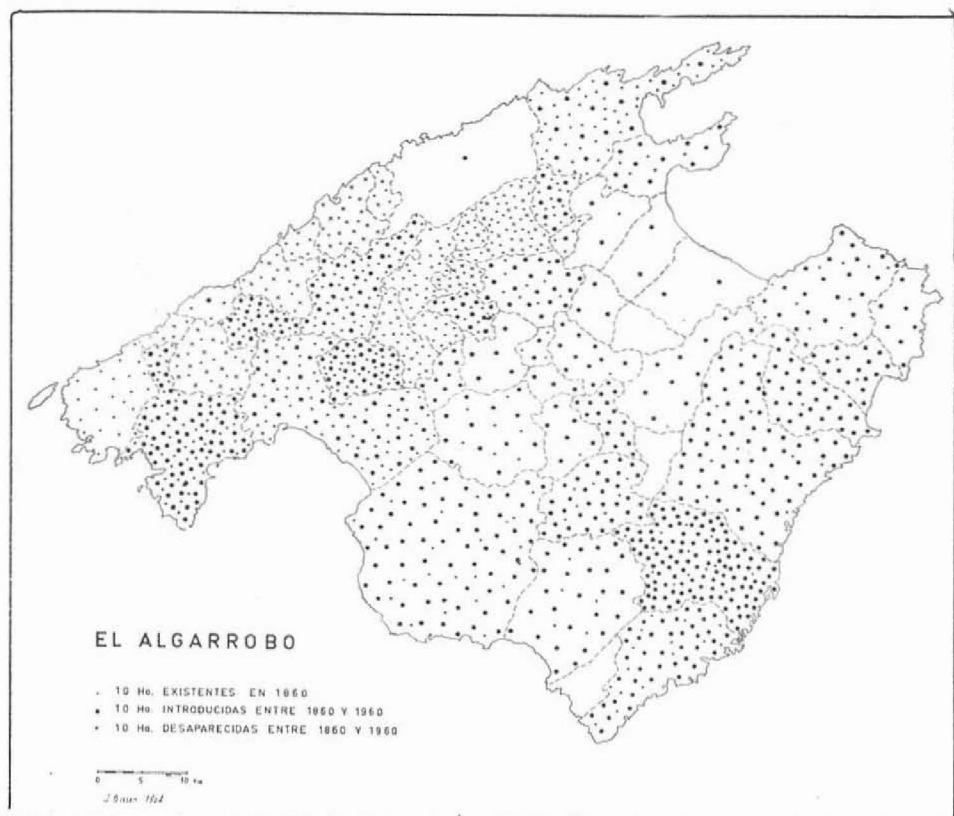 EL ALGARROBO
. 10 Ha. EXISTENTES EN 1860
• 10 Ha. INTRODUCIDAS ENTRE 1860 Y 1960
• 10 Ha. DESAPARECIDAS ENTRE 1860 Y 1960
0 5 10 Km